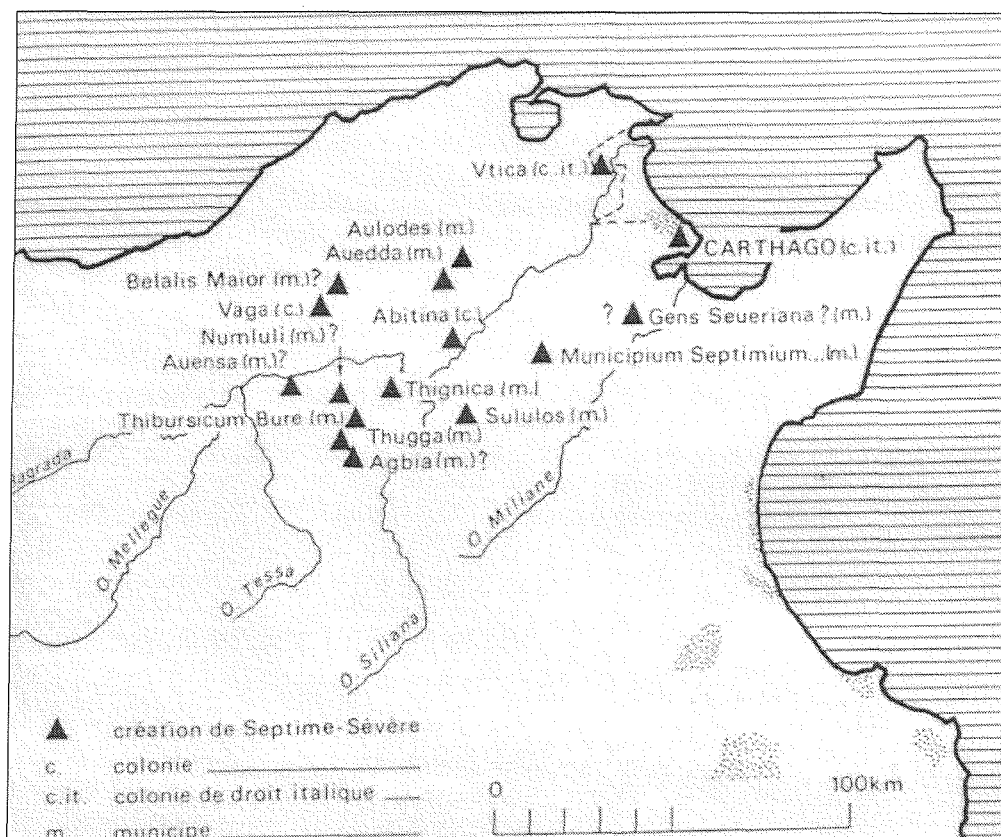 Vtica (c. it.)
Aulodes (m.)
Auedda (m.)
CARTHAGO (c.it.)
Belalis Maior (m.)?
Vaga (c.)
Abitina (c.)
? Gens Seueriana ? (m.)
Numluli (m.)?
Municipium Septimium... (m.)
Auensa (m.)?
Thignica (m.)
Thibursicum Bure (m.)
?
Sululos (m.)
Thugga (m.)
Agbia (m.)?
agrada
O. Mellegue
O. Tessa
O. Siliana
O. Miliane
création de Septime-Sévère
c. colonie
c.it. colonie de droit italique
m. municipe
0 100km